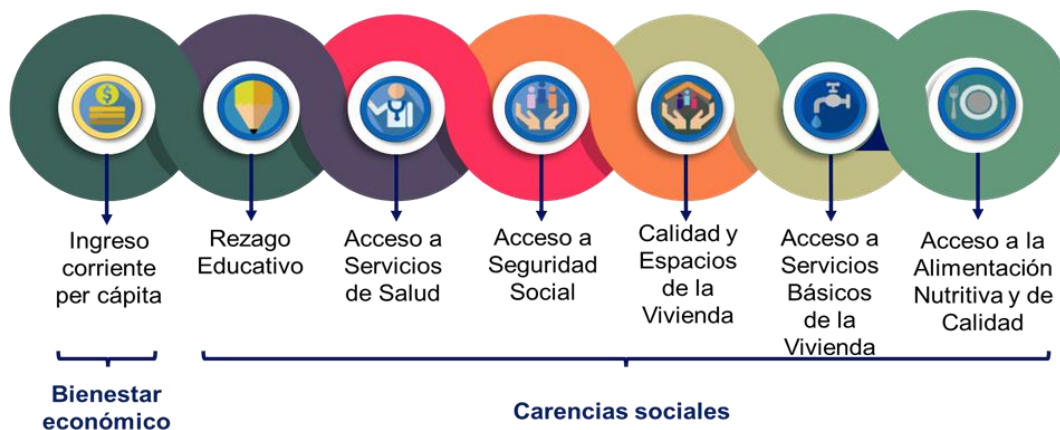 $
Ingreso
corriente
per cápita
Rezago
Educativo
Acceso a
Servicios
de Salud
Acceso a
Seguridad
Social
Calidad y
Espacios
de la
Vivienda
Acceso a
Servicios
Básicos
de la
Vivienda
Acceso a la
Alimentación
Nutritiva y de
Calidad
Bienestar
económico
Carencias sociales